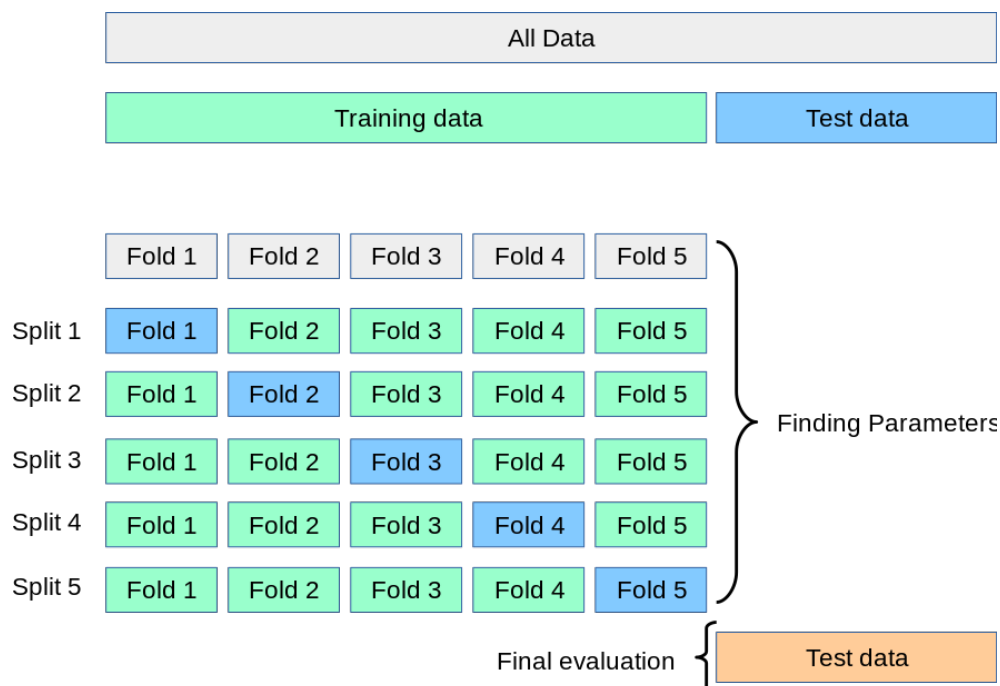 All Data
Training data Test data
Fold 1 Fold 2 Fold 3 Fold 4 Fold 5
Split 1 Fold 1 Fold 2 Fold 3 Fold 4 Fold 5
Split 2 Fold 1 Fold 2 Fold 3 Fold 4 Fold 5
Finding Parameters
Split 3 Fold 1 Fold 2 Fold 3 Fold 4 Fold 5
Split 4 Fold 1 Fold 2 Fold 3 Fold 4 Fold 5
Split 5 Fold 1 Fold 2 Fold 3 Fold 4 Fold 5
Final evaluation Test data